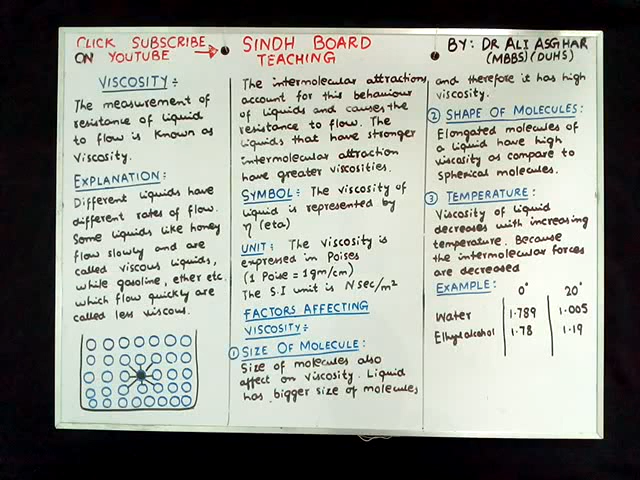 CLICK SUBSCRIBE
ON YOUTUBE
SINDH BOARD
TEACHING
BY: DR ALI ASGHAR
(MBBS) (DUHS)
VISCOSITY:
The measurement of
resistance of liquid
to flow is known as
Viscosity.
EXPLANATION:
Different liquids have
different rates of flow.
Some liquids like honey
flow slowly and are
called viscous liquids,
while gasoline, ether etc.
which flow quickly are
called less viscous.
The intermolecular attractions
account for this behaviour
of liquids and causes the
resistance to flow. The
liquids that have stronger
intermolecular attraction
have greater viscosities.
SYMBOL: The viscosity of
liquid is represented by
η (eta)
UNIT: The viscosity is
expressed in Poises
(1 Poise = 1 gm/cm)
The S.I unit is N sec/m²
FACTORS AFFECTING
VISCOSITY:
① SIZE OF MOLECULE:
Size of molecules also
affect on viscosity. Liquid
has bigger size of molecules
and therefore it has high
viscosity.
② SHAPE OF MOLECULES:
Elongated molecules of
a liquid have high
viscosity as compare to
spherical molecules.
③ TEMPERATURE:
Viscosity of liquid
decreases with increasing
temperature. Because
the intermolecular forces
are decreased
EXAMPLE: 0° 20°
Water 1.789 1.005
Ethyl alcohol 1.78 1.19